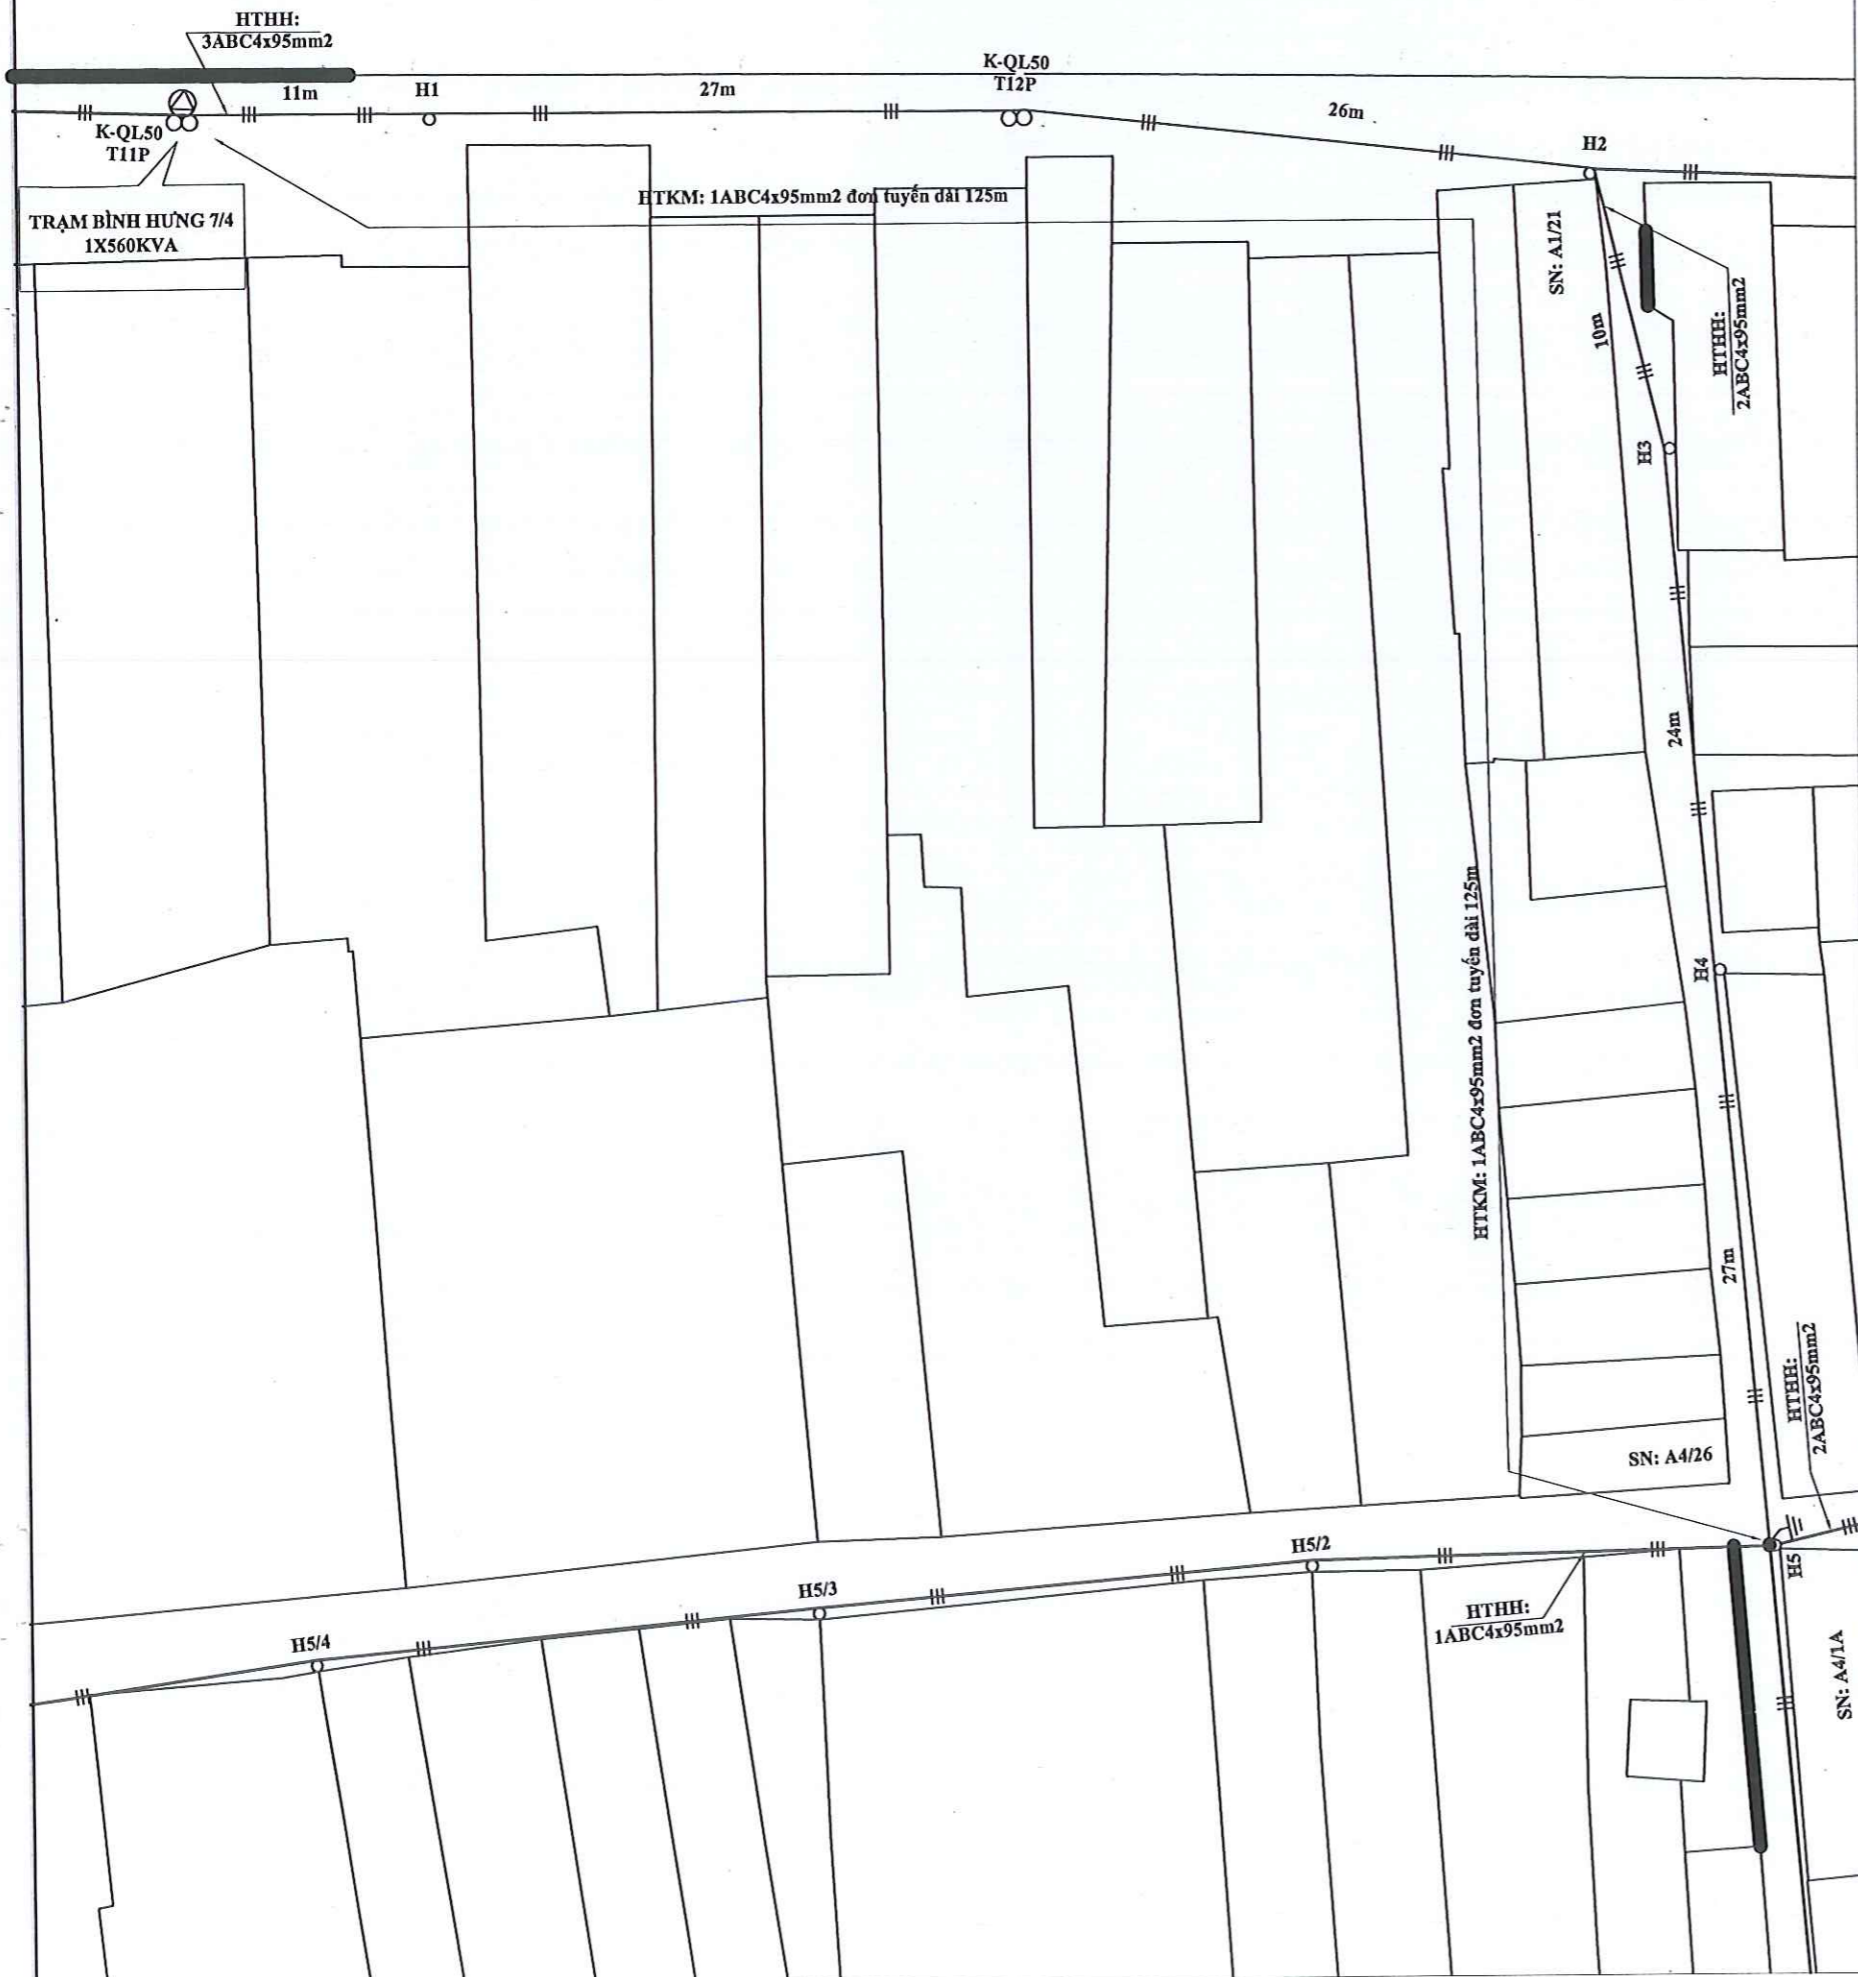 HTHH:
3ABC4x95mm2
K-QL50
T12P
11m
H1
27m
26m
K-QL50
T11P
H2
TRẠM BÌNH HƯNG 7/4
1X560KVA
HTKM: 1ABC4x95mm2 đơn tuyến dài 125m
SN: A1/21
10m
HTHH:
2ABC4x95mm2
H3
24m
HTKM: 1ABC4x95mm2 đơn tuyến dài 125m
H4
27m
HTHH:
2ABC4x95mm2
SN: A4/26
H5/2
H5
H5/3
HTHH:
1ABC4x95mm2
H5/4
SN: A4/1A